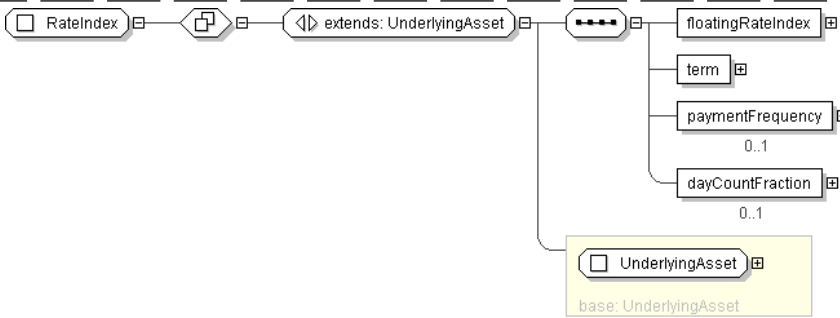 RateIndex
extends: UnderlyingAsset
floatingRateIndex
term
paymentFrequency
0..1
dayCountFraction
0..1
UnderlyingAsset
base: UnderlyingAsset